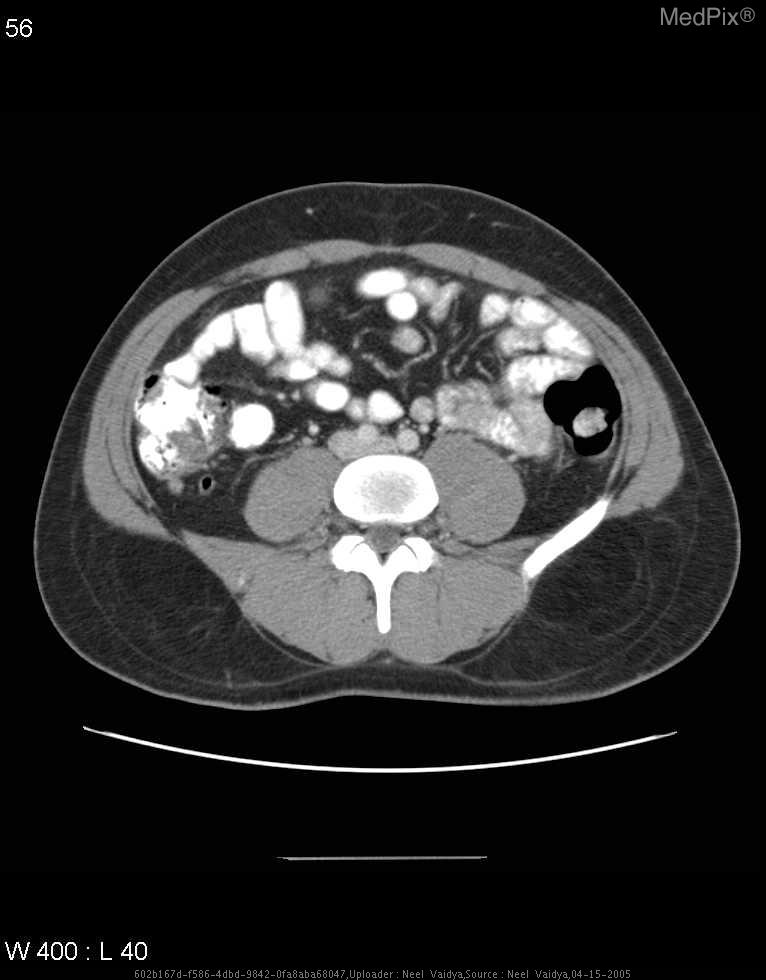 MedPix®
56
W 400 : L 40
602b167d-f586-4dbd-9842-0fa8aba68047,Uploader : Neel Vaidya,Source : Neel Vaidya,04-15-2005